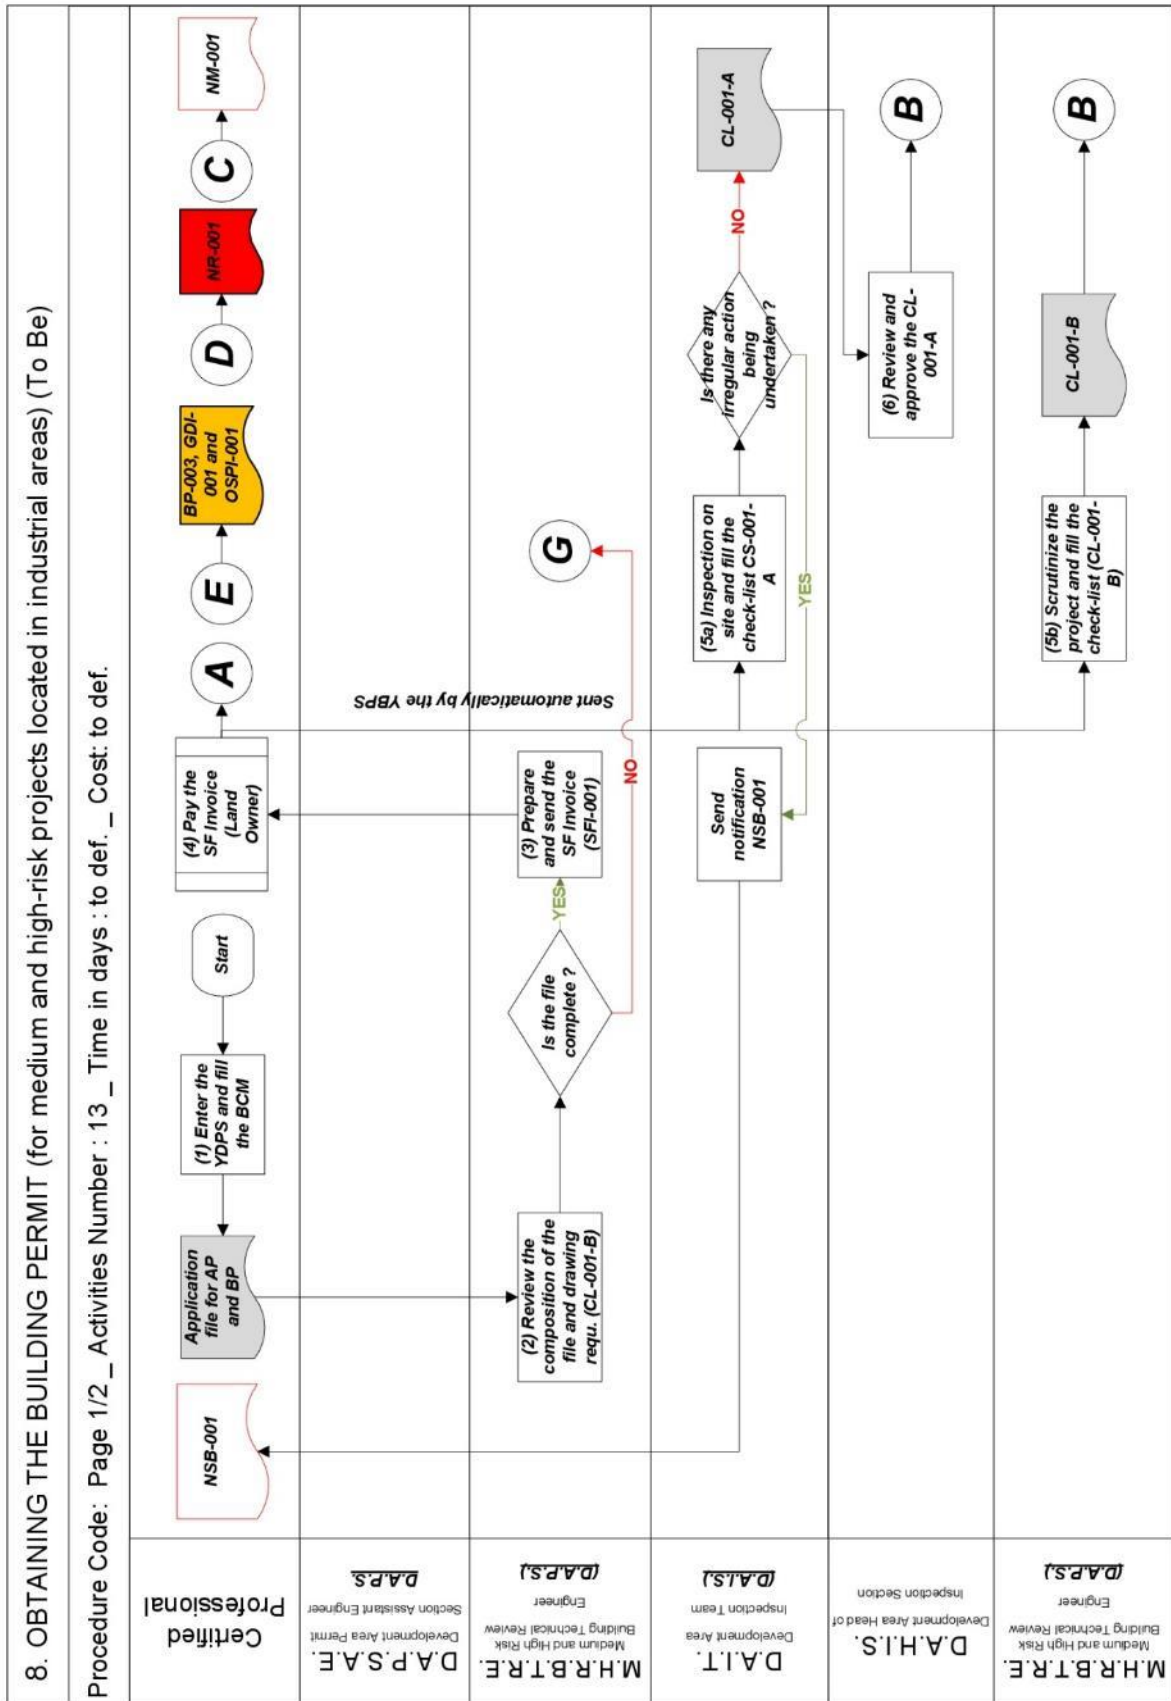 8. OBTAINING THE BUILDING PERMIT (for medium and high-risk projects located in industrial areas) (To Be)
Procedure Code: Page 1/2 _ Activities Number : 13 _ Time in days : to def. _ Cost: to def.
Certified
Professional
NSB-001
Application
file for AP
and BP
(1) Enter the
YDPS and fill
the BCM
Start
(4) Pay the
SF Invoice
(Land
Owner)
A
E
BP-003, GDI-
001 and
OSPI-001
D
NR-001
C
NM-001
D.A.P.S.A.E.
Development Area Permit
Section Assistant Engineer
D.A.P.S.
M.H.R.B.T.R.E.
Medium and High Risk
Building Technical Review
Engineer
(D.A.P.S.)
(2) Review the
composition of the
file and drawing
requ. (CL-001-B)
Is the file
complete ?
YES
NO
(3) Prepare
and send the
SF Invoice
(SFI-001)
Sent automatically by the YBPS
G
D.A.I.T.
Development Area
Inspection Team
(D.A.I.S.)
Send
notification
NSB-001
(5a) Inspection on
site and fill the
check-list CS-001-
A
Is there any
irregular action
being
undertaken ?
YES
NO
CL-001-A
D.A.H.I.S.
Development Area Head of
Inspection Section
(6) Review and
approve the CL-
001-A
B
M.H.R.B.T.R.E.
Medium and High Risk
Building Technical Review
Engineer
(D.A.P.S.)
(5b) Scrutinize the
project and fill the
check-list (CL-001-
B)
CL-001-B
B